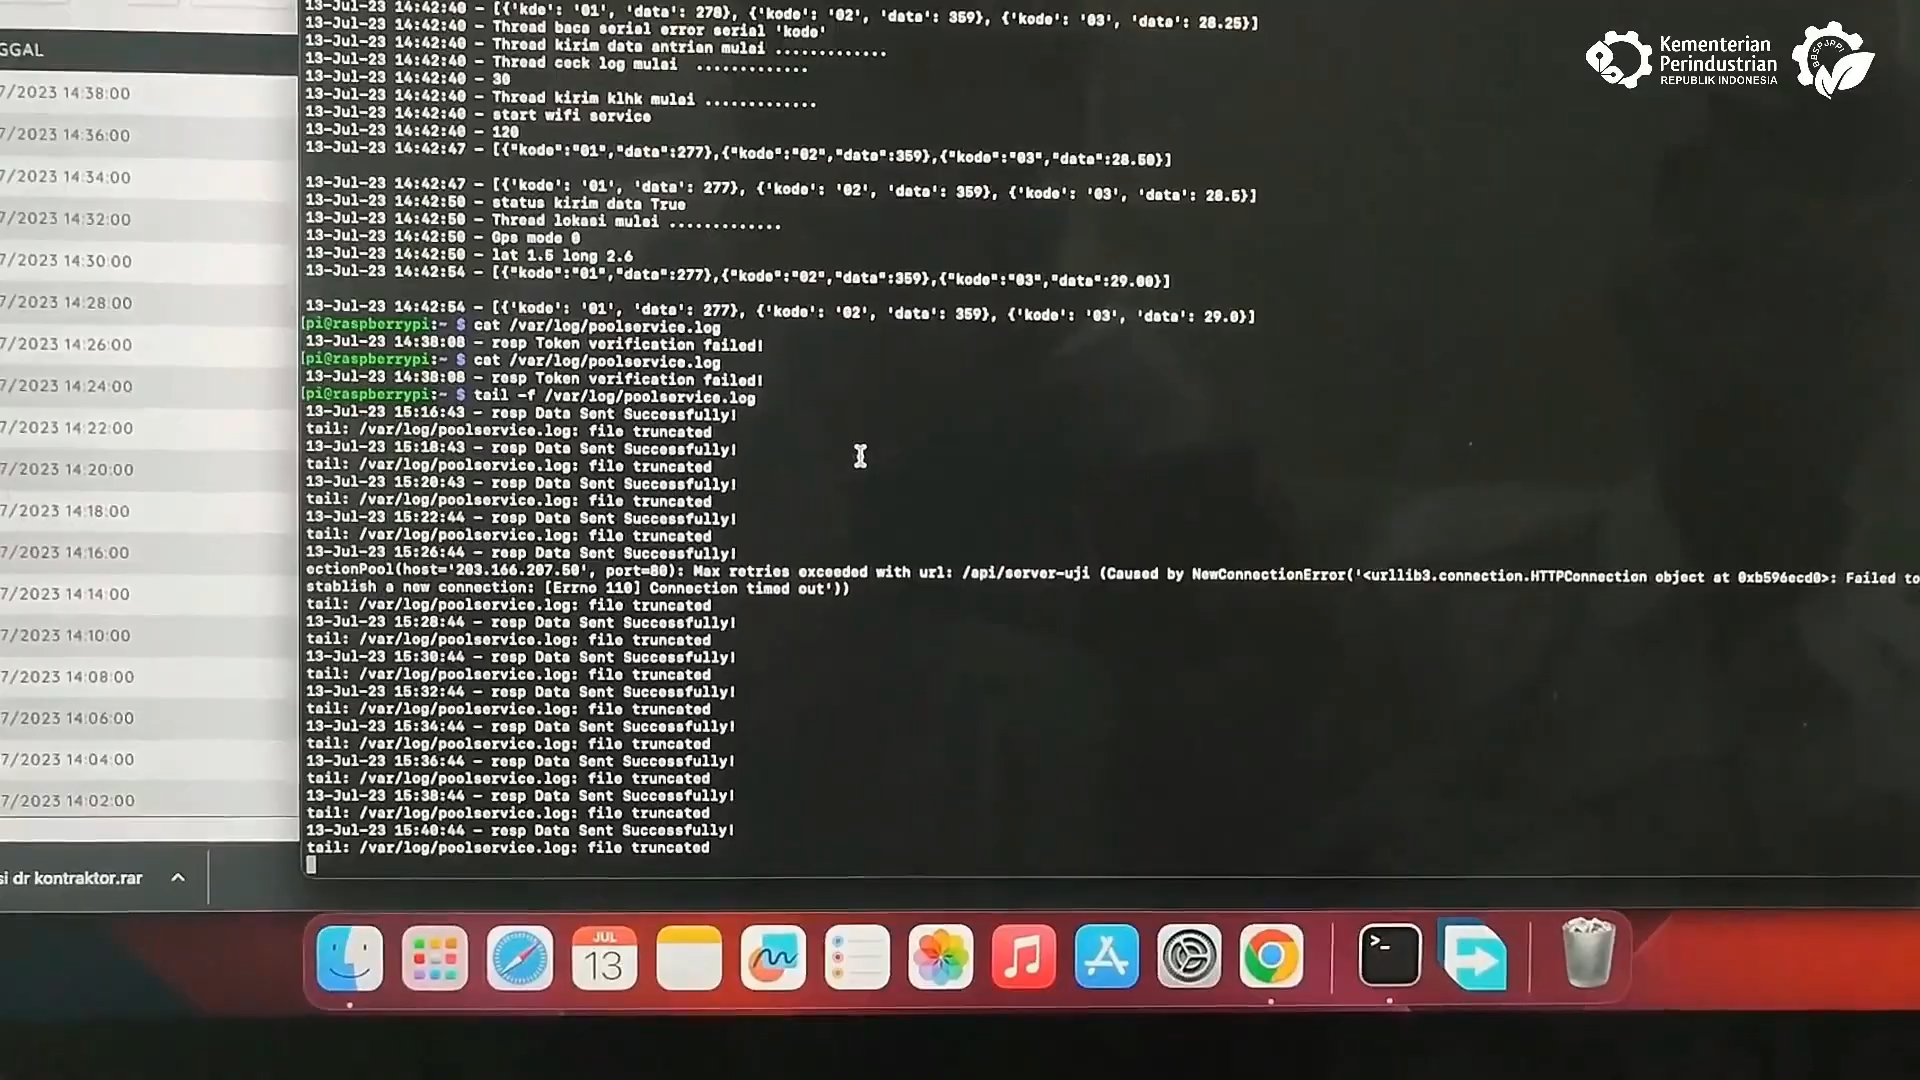 GGAL
7/2023 14:38:00
7/2023 14:36:00
7/2023 14:34:00
7/2023 14:32:00
7/2023 14:30:00
7/2023 14:28:00
7/2023 14:26:00
7/2023 14:24:00
7/2023 14:22:00
7/2023 14:20:00
7/2023 14:18:00
7/2023 14:16:00
7/2023 14:14:00
7/2023 14:10:00
7/2023 14:08:00
7/2023 14:06:00
7/2023 14:04:00
7/2023 14:02:00
si dr kontraktor.rar
13-Jul-23 14:42:40 - [{'kde': '01', 'data': 278}, {'kode': '02', 'data': 359}, {'kode': '03', 'data': 28.25}]
13-Jul-23 14:42:40 - Thread baca serial error serial 'kode'
13-Jul-23 14:42:40 - Thread kirim data antrian mulai .............
13-Jul-23 14:42:40 - Thread ceck log mulai .............
13-Jul-23 14:42:40 - 30
13-Jul-23 14:42:40 - Thread kirim klhk mulai .............
13-Jul-23 14:42:40 - start wifi service
13-Jul-23 14:42:40 - 120
13-Jul-23 14:42:47 - [{"kode":"01","data":277},{"kode":"02","data":359},{"kode":"03","data":28.50}]
13-Jul-23 14:42:47 - [{'kode': '01', 'data': 277}, {'kode': '02', 'data': 359}, {'kode': '03', 'data': 28.5}]
13-Jul-23 14:42:50 - status kirim data True
13-Jul-23 14:42:50 - Thread lokasi mulai .............
13-Jul-23 14:42:50 - Gps mode 0
13-Jul-23 14:42:50 - lat 1.5 long 2.6
13-Jul-23 14:42:54 - [{"kode":"01","data":277},{"kode":"02","data":359},{"kode":"03","data":29.00}]
13-Jul-23 14:42:54 - [{'kode': '01', 'data': 277}, {'kode': '02', 'data': 359}, {'kode': '03', 'data': 29.0}]
[pi@raspberrypi:~ $ cat /var/log/poolservice.log
13-Jul-23 14:38:08 - resp Token verification failed!
[pi@raspberrypi:~ $ cat /var/log/poolservice.log
13-Jul-23 14:38:08 - resp Token verification failed!
[pi@raspberrypi:~ $ tail -f /var/log/poolservice.log
13-Jul-23 15:16:43 - resp Data Sent Successfully!
tail: /var/log/poolservice.log: file truncated
13-Jul-23 15:18:43 - resp Data Sent Successfully!
tail: /var/log/poolservice.log: file truncated
13-Jul-23 15:20:43 - resp Data Sent Successfully!
tail: /var/log/poolservice.log: file truncated
13-Jul-23 15:22:44 - resp Data Sent Successfully!
tail: /var/log/poolservice.log: file truncated
13-Jul-23 15:26:44 - resp Data Sent Successfully!
ectionPool(host='203.166.207.50', port=80): Max retries exceeded with url: /api/server-uji (Caused by NewConnectionError('<urllib3.connection.HTTPConnection object at 0xb596ecd0>: Failed to
stablish a new connection: [Errno 110] Connection timed out'))
tail: /var/log/poolservice.log: file truncated
13-Jul-23 15:28:44 - resp Data Sent Successfully!
tail: /var/log/poolservice.log: file truncated
13-Jul-23 15:30:44 - resp Data Sent Successfully!
tail: /var/log/poolservice.log: file truncated
13-Jul-23 15:32:44 - resp Data Sent Successfully!
tail: /var/log/poolservice.log: file truncated
13-Jul-23 15:34:44 - resp Data Sent Successfully!
tail: /var/log/poolservice.log: file truncated
13-Jul-23 15:36:44 - resp Data Sent Successfully!
tail: /var/log/poolservice.log: file truncated
13-Jul-23 15:38:44 - resp Data Sent Successfully!
tail: /var/log/poolservice.log: file truncated
13-Jul-23 15:40:44 - resp Data Sent Successfully!
tail: /var/log/poolservice.log: file truncated
Kementerian
Perindustrian
REPUBLIK INDONESIA
BBSPJPPI
JUL
13